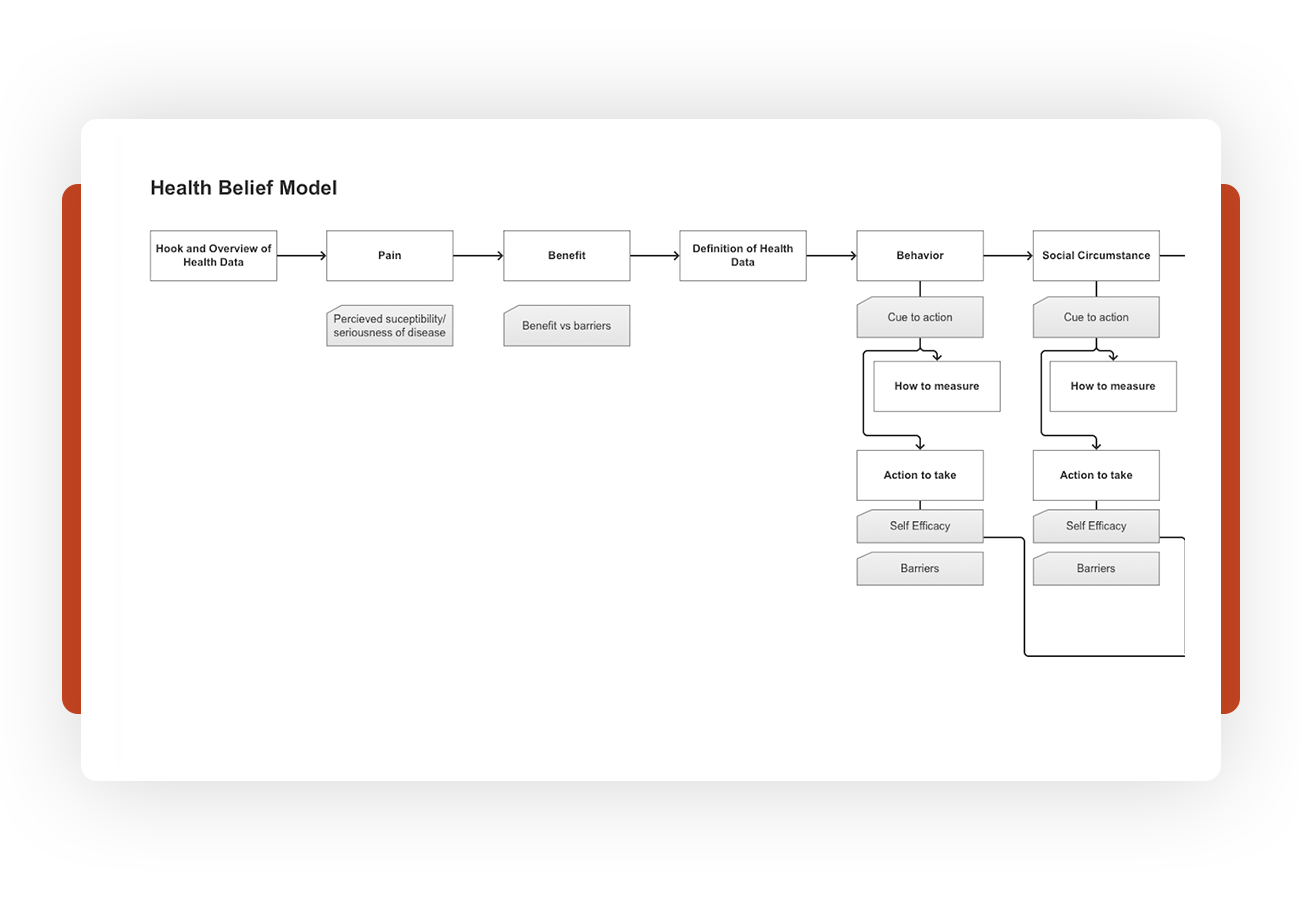 Health Belief Model
Hook and Overview of
Health Data
Pain
Benefit
Definition of Health
Data
Behavior
Social Circumstance
Percieved suceptibility/
seriousness of disease
Benefit vs barriers
Cue to action
Cue to action
How to measure
How to measure
Action to take
Action to take
Self Efficacy
Self Efficacy
Barriers
Barriers